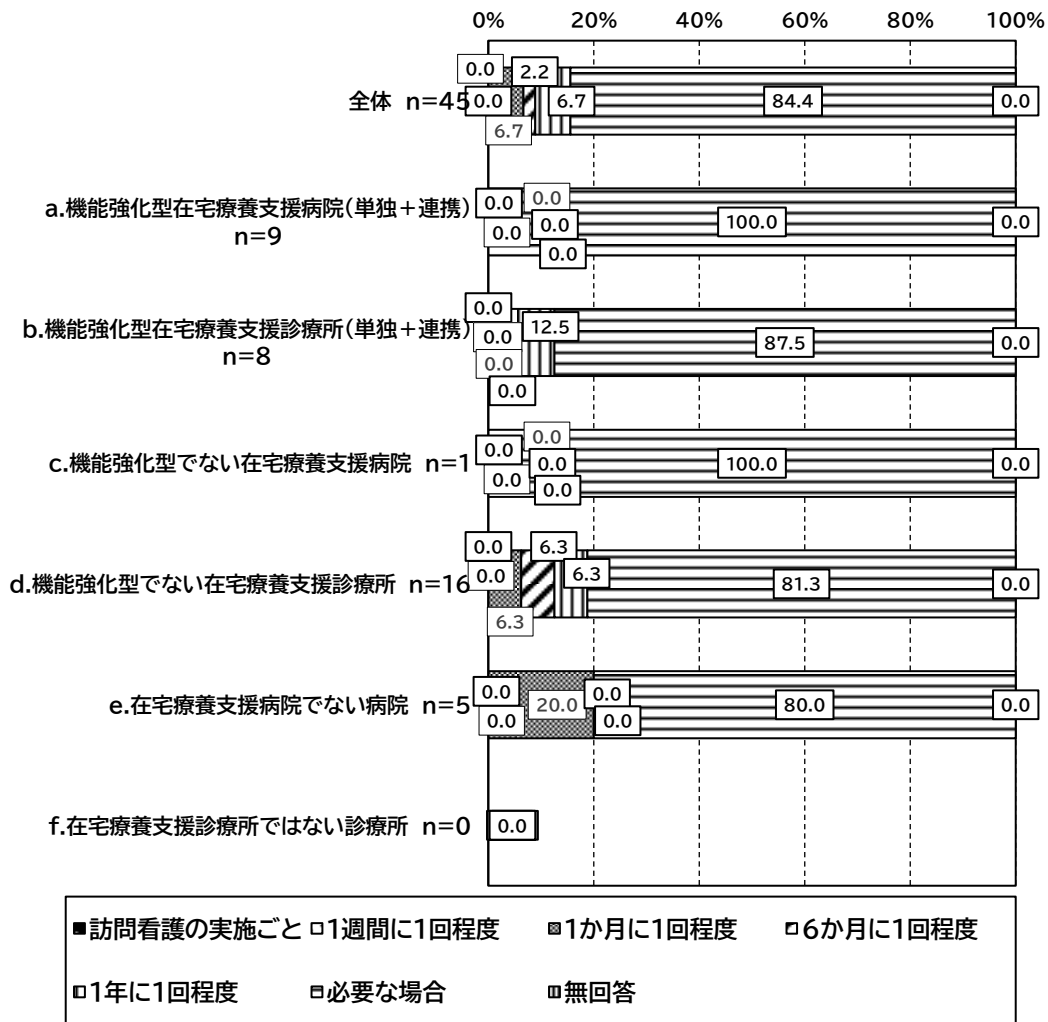 0% 20% 40% 60% 80% 100%
0.0 2.2
全体 n=45 0.0 6.7 84.4 0.0
6.7
a.機能強化型在宅療養支援病院(単独+連携) 0.0 0.0
n=9 0.0 0.0 100.0 0.0
0.0
0.0
b.機能強化型在宅療養支援診療所(単独+連携) 0.0 12.5 87.5 0.0
n=8 0.0
0.0
0.0 0.0
c.機能強化型でない在宅療養支援病院 n=1 0.0 100.0 0.0
0.0 0.0
0.0 6.3
d.機能強化型でない在宅療養支援診療所 n=16 0.0 6.3 81.3 0.0
6.3
0.0 0.0
e.在宅療養支援病院でない病院 n=5 20.0 80.0 0.0
0.0 0.0
f.在宅療養支援診療所ではない診療所 n=0 0.0
訪問看護の実施ごと 1週間に1回程度 1か月に1回程度 6か月に1回程度
1年に1回程度 必要な場合 無回答